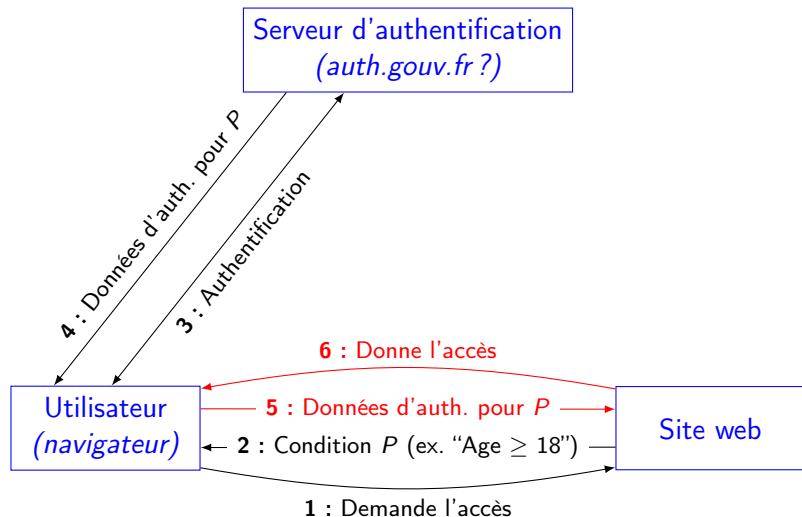 Serveur d'authentification
(auth.gouv.fr ?)
4 : Données d'auth. pour P
3 : Authentification
6 : Donne l'accès
Utilisateur
(navigateur)
5 : Données d'auth. pour P
2 : Condition P (ex. “Age ≥ 18”)
Site web
1 : Demande l'accès